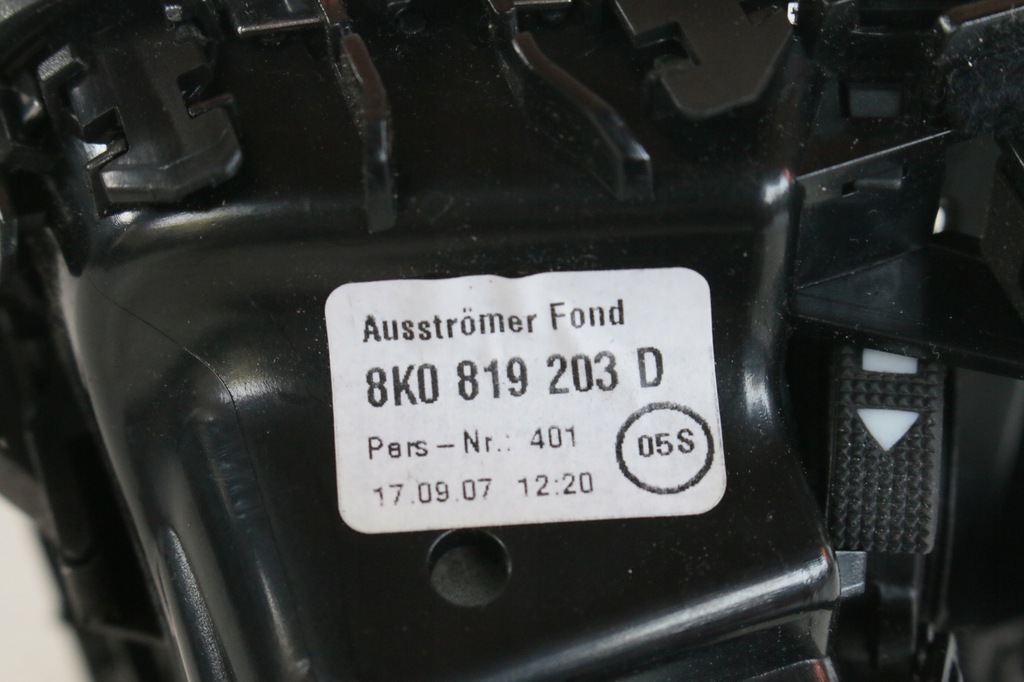 Ausströmer Fond
8K0 819 203 D
Pers-Nr.: 401
05S
17.09.07 12:20